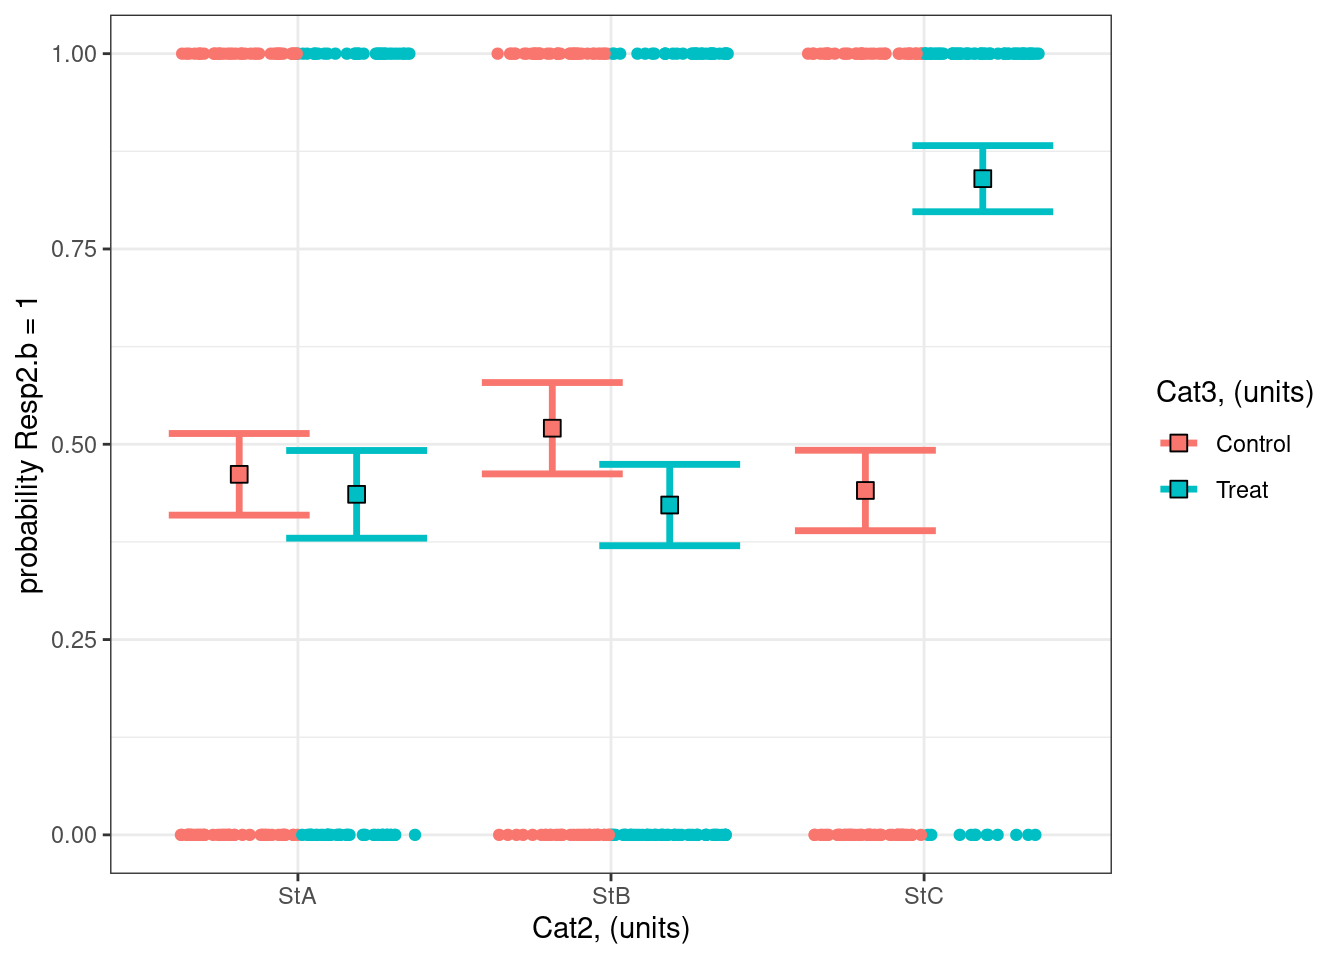 1.00
0.75
0.50
0.25
0.00
probability Resp2.b = 1
StA
StB
StC
Cat2, (units)
Cat3, (units)
Control
Treat